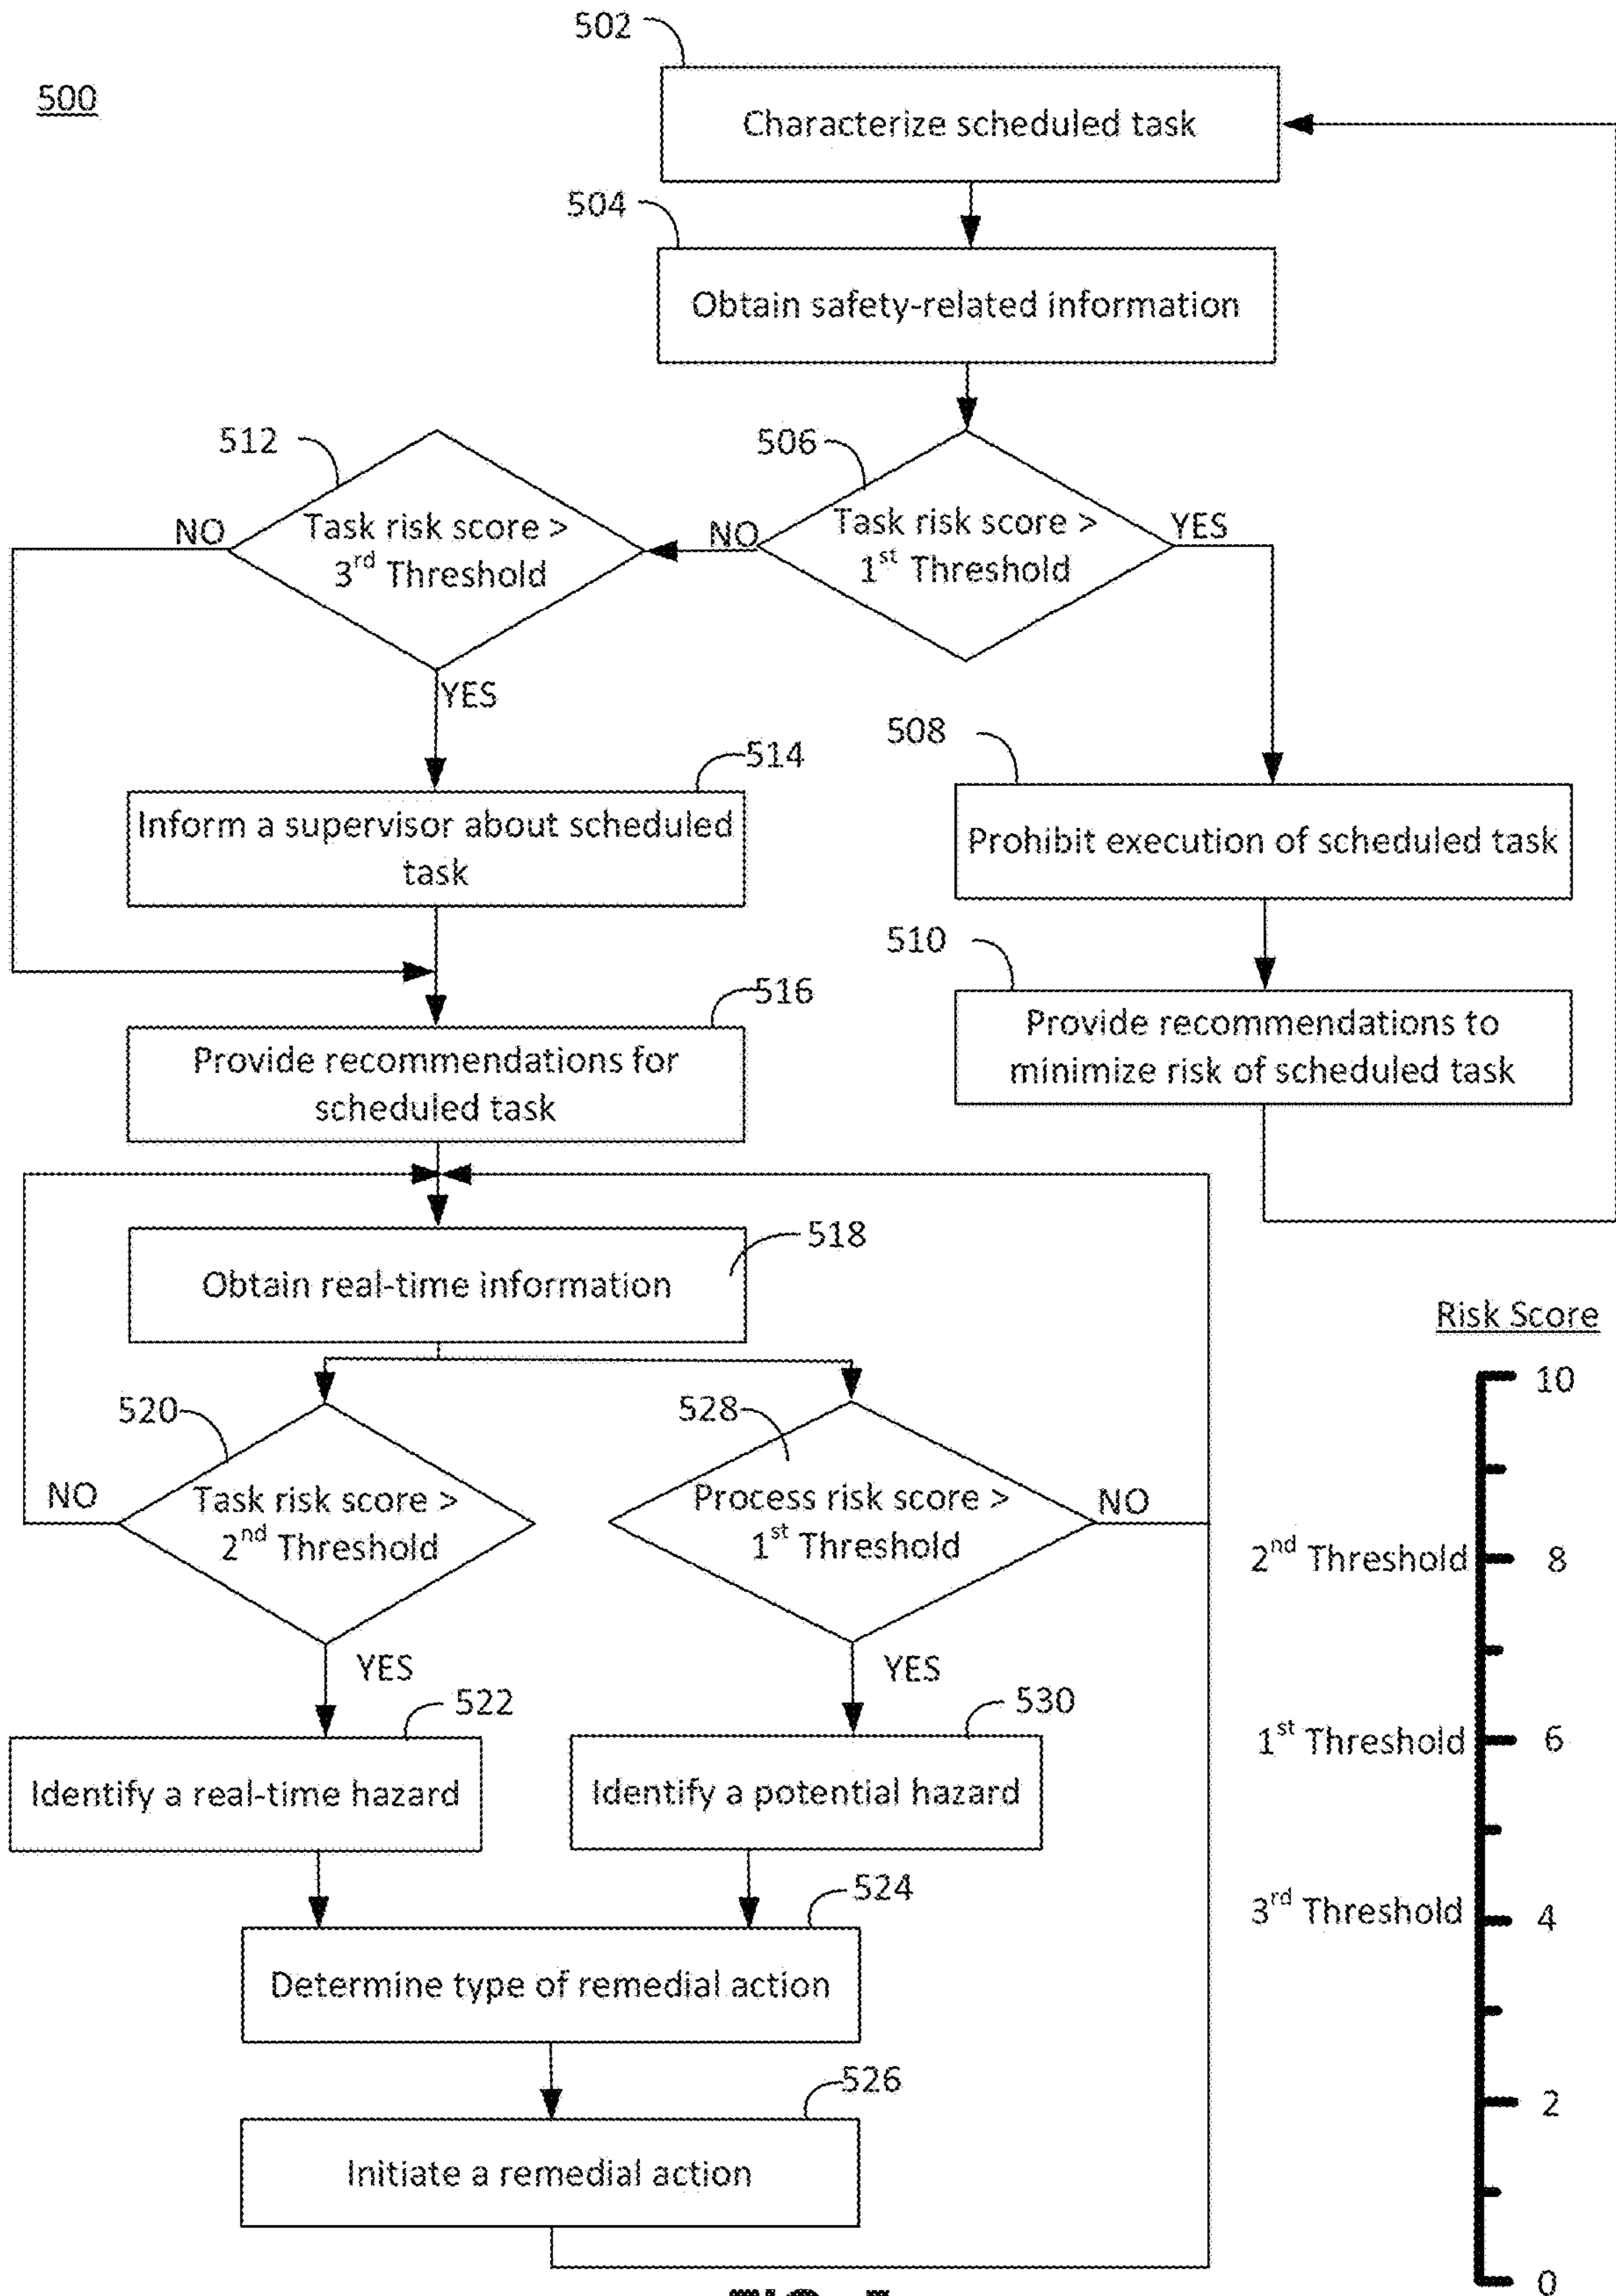 500
502
Characterize scheduled task
504
Obtain safety-related information
506
Task risk score >
1st Threshold
NO
YES
512
Task risk score >
3rd Threshold
NO
YES
508
Prohibit execution of scheduled task
510
Provide recommendations to
minimize risk of scheduled task
514
Inform a supervisor about scheduled
task
516
Provide recommendations for
scheduled task
518
Obtain real-time information
520
Task risk score >
2nd Threshold
NO
YES
528
Process risk score >
1st Threshold
NO
YES
522
Identify a real-time hazard
530
Identify a potential hazard
524
Determine type of remedial action
526
Initiate a remedial action
Risk Score
10
2nd Threshold 8
1st Threshold 6
3rd Threshold 4
2
0